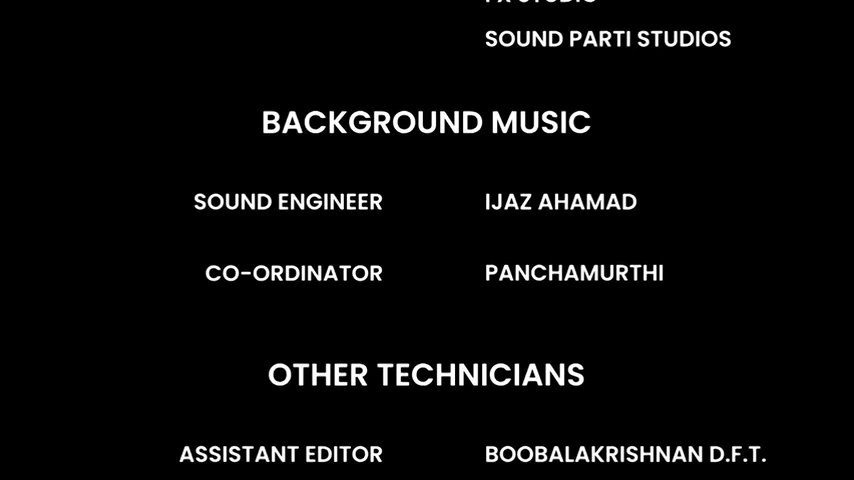 SOUND PARTI STUDIOS
BACKGROUND MUSIC
SOUND ENGINEER IJAZ AHAMAD
CO-ORDINATOR PANCHAMURTHI
OTHER TECHNICIANS
ASSISTANT EDITOR BOOBALAKRISHNAN D.F.T.